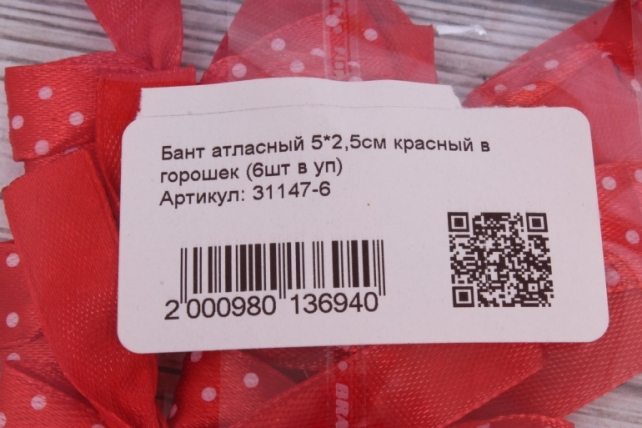 Бант атласный 5*2,5см красный в
горошек (6шт в уп)
Артикул: 31147-6
2 000980 136940